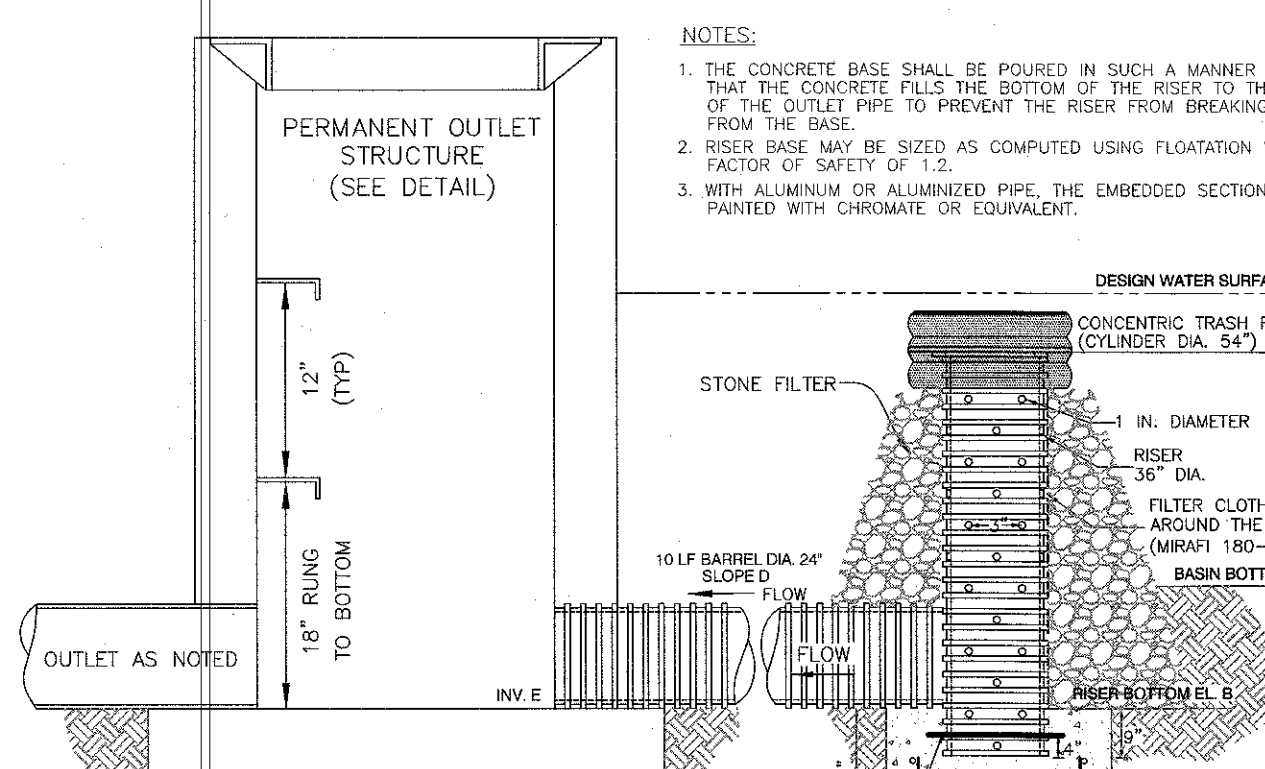 NOTES:
1. THE CONCRETE BASE SHALL BE POURED IN SUCH A MANNER
THAT THE CONCRETE FILLS THE BOTTOM OF THE RISER TO
OF THE OUTLET PIPE TO PREVENT THE RISER FROM BREAKING
FROM THE BASE.
2. RISER BASE MAY BE SIZED AS COMPUTED USING FLOATATION
FACTOR OF SAFETY OF 1.2.
3. WITH ALUMINUM OR ALUMINIZED PIPE, THE EMBEDDED SECTION
PAINTED WITH CHROMATE OR EQUIVALENT.
PERMANENT OUTLET
STRUCTURE
(SEE DETAIL)
12"
(TYP)
18" RUNG
TO BOTTOM
OUTLET AS NOTED
INV. E
DESIGN WATER
CONCENTRIC TRASH
(CYLINDER DIA. 54")
STONE FILTER
1 IN. DIAMETER
RISER
36" DIA.
FILTER CLOTH
AROUND THE
(MIRAFI 180-
3"
BASIN
10 LF BARREL DIA. 24"
SLOPE D
FLOW
FLOW
RISER BOTTOM EL. B
9"
4"